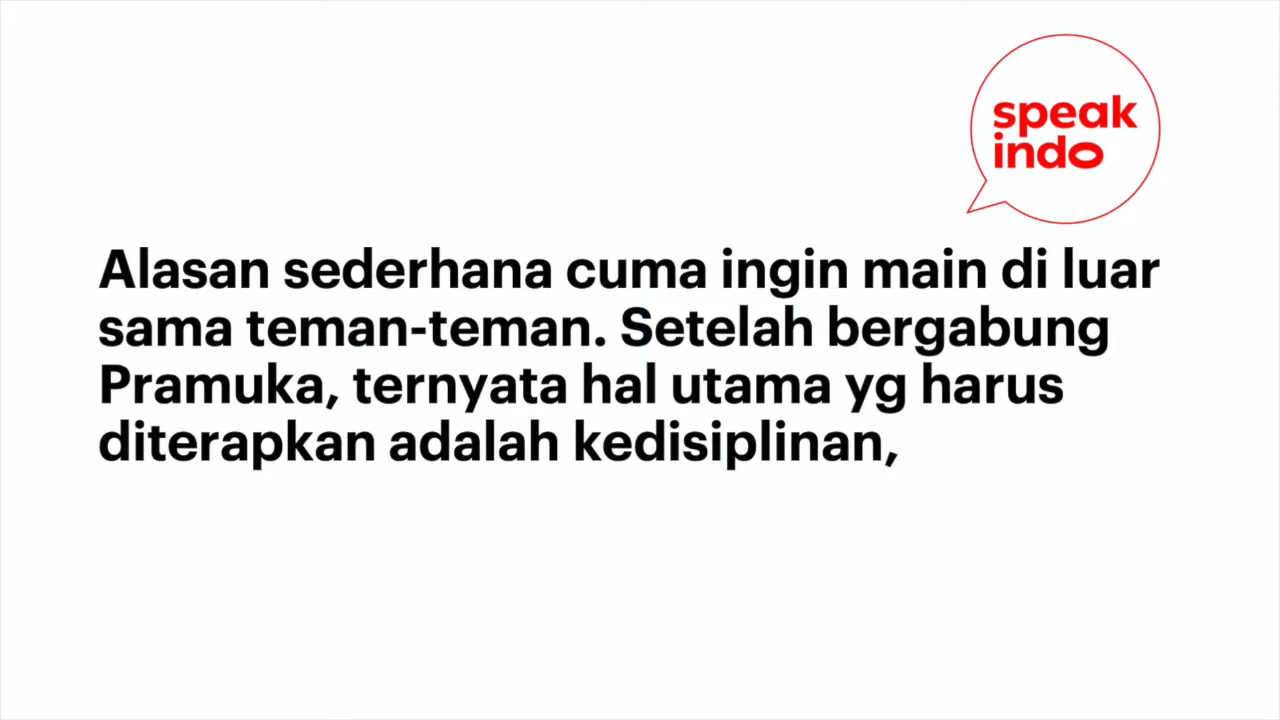 speak
indo
Alasan sederhana cuma ingin main di luar
sama teman-teman. Setelah bergabung
Pramuka, ternyata hal utama yg harus
diterapkan adalah kedisiplinan,